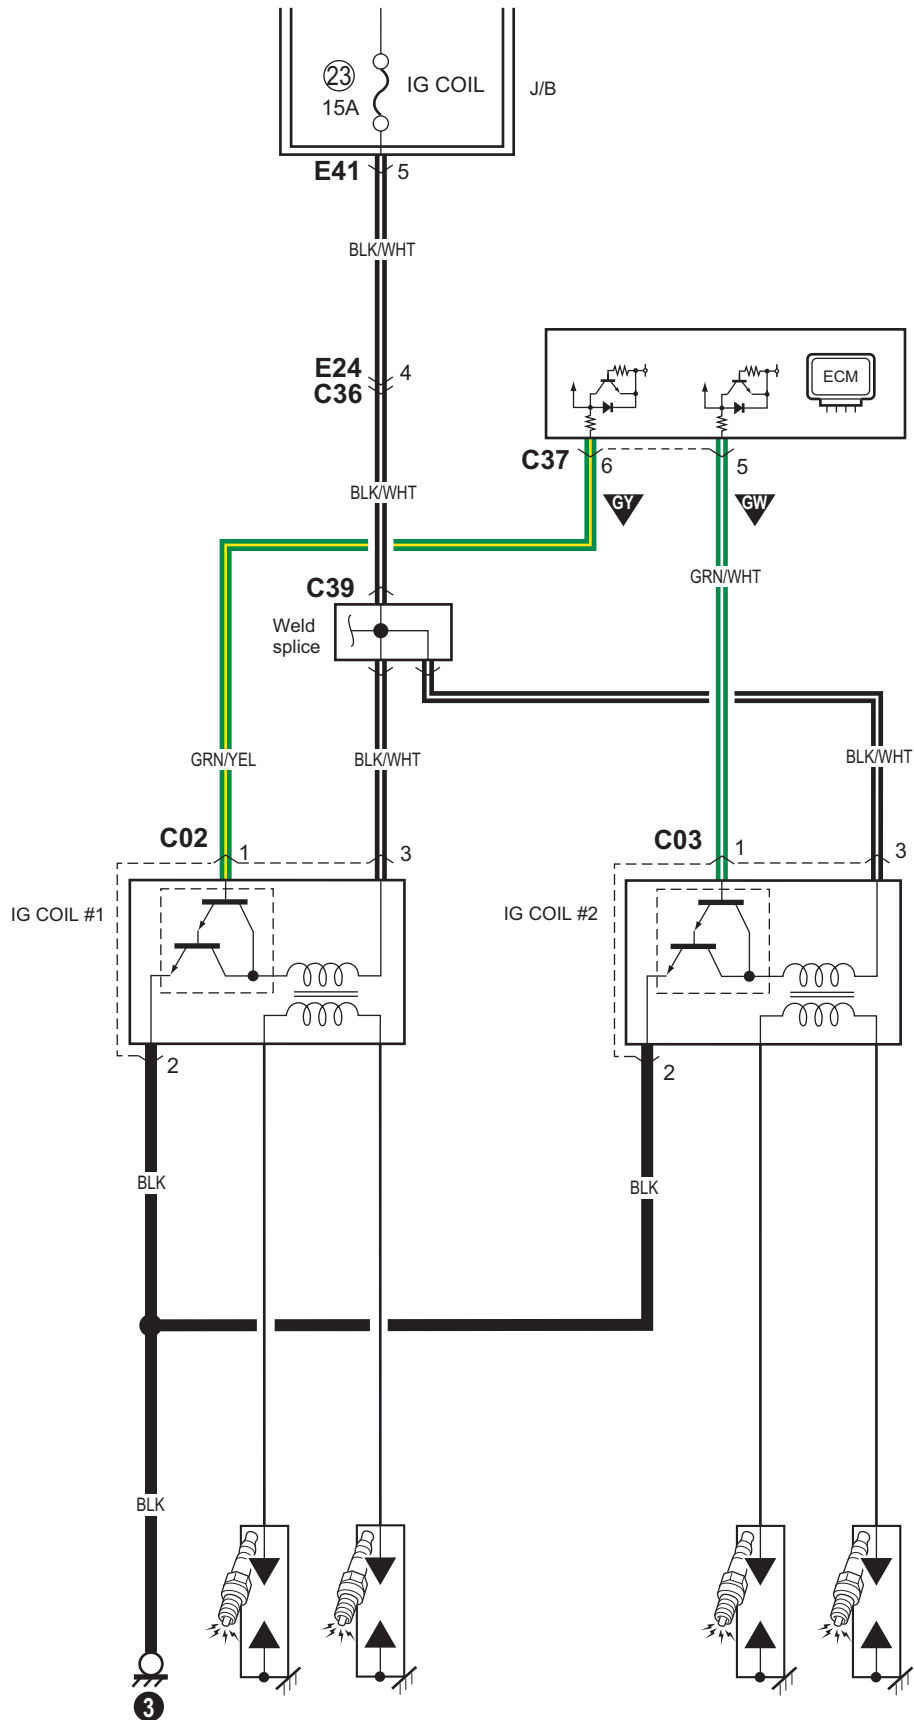 23
15A
IG COIL
J/B
E41
5
BLK/WHT
E24
4
C36
ECM
C37
6
5
BLK/WHT
GY
GW
GRN/WHT
C39
Weld
splice
GRN/YEL
BLK/WHT
BLK/WHT
C02
1
3
C03
1
3
IG COIL #1
IG COIL #2
2
2
BLK
BLK
BLK
3